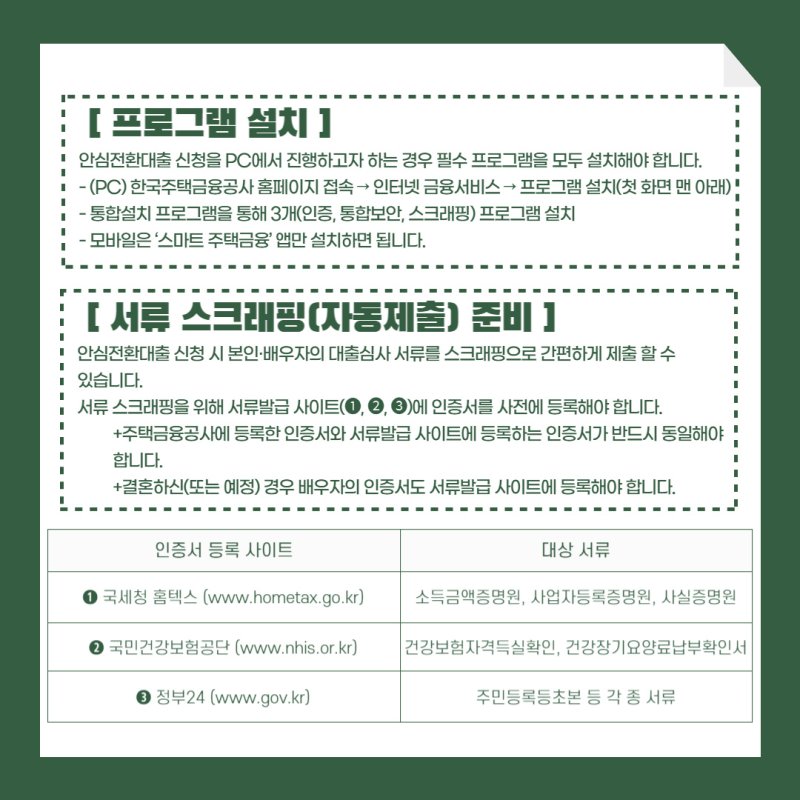 [ 프로그램 설치 ]
안심전환대출 신청을 PC에서 진행하고자 하는 경우 필수 프로그램을 모두 설치해야 합니다.
- (PC) 한국주택금융공사 홈페이지 접속 → 인터넷 금융서비스 → 프로그램 설치(첫 화면 맨 아래)
- 통합설치 프로그램을 통해 3개(인증, 통합보안, 스크래핑) 프로그램 설치
- 모바일은 ‘스마트 주택금융’ 앱만 설치하면 됩니다.
[ 서류 스크래핑(자동제출) 준비 ]
안심전환대출 신청 시 본인·배우자의 대출심사 서류를 스크래핑으로 간편하게 제출 할 수
있습니다.
서류 스크래핑을 위해 서류발급 사이트(❶, ❷, ❸)에 인증서를 사전에 등록해야 합니다.
+주택금융공사에 등록한 인증서와 서류발급 사이트에 등록하는 인증서가 반드시 동일해야
합니다.
+결혼하신(또는 예정) 경우 배우자의 인증서도 서류발급 사이트에 등록해야 합니다.
인증서 등록 사이트 대상 서류
❶ 국세청 홈텍스 (www.hometax.go.kr) 소득금액증명원, 사업자등록증명원, 사실증명원
❷ 국민건강보험공단 (www.nhis.or.kr) 건강보험자격득실확인, 건강장기요양료납부확인서
❸ 정부24 (www.gov.kr) 주민등록등초본 등 각 종 서류